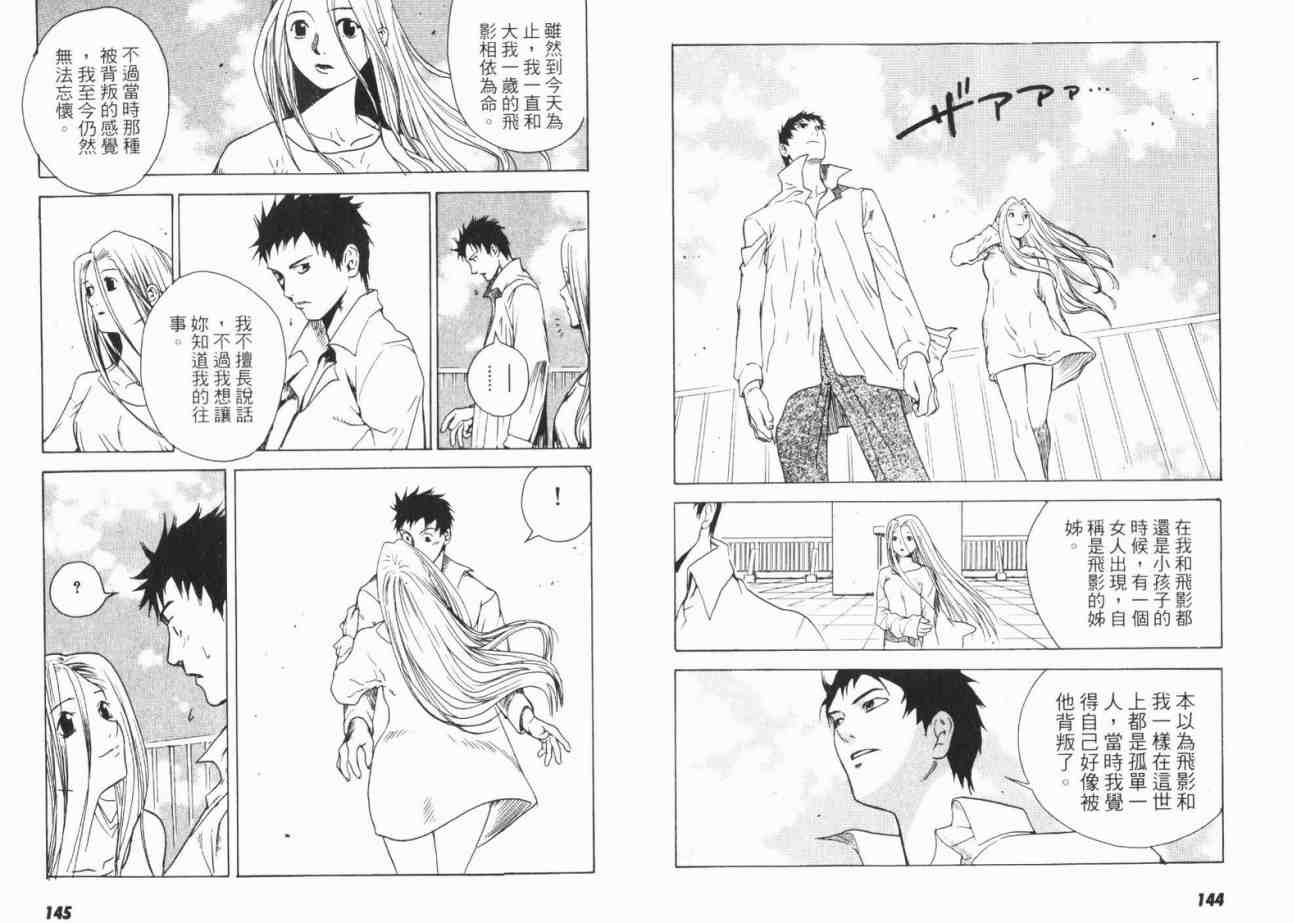 ザァァァ…
在我和飛影都
還是小孩子的
時候，有一個
女人出現，自
稱是飛影的姊
姊。
本以為飛影和
我一樣在這世
上都是孤單一
人，當時我覺
得自己好像被
他背叛了。
144
雖然到今天為
止，我一直和
大我一歲的飛
影相依為命。
不過當時那種
被背叛的感覺
，我至今仍然
無法忘懷。
——
……
我不擅長說話
，不過我想讓
妳知道我的往
事。
！
？
145